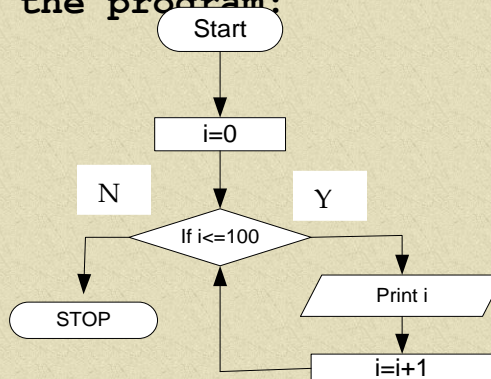 the program:
Start
i=0
N
Y
If i<=100
Print i
STOP
i=i+1